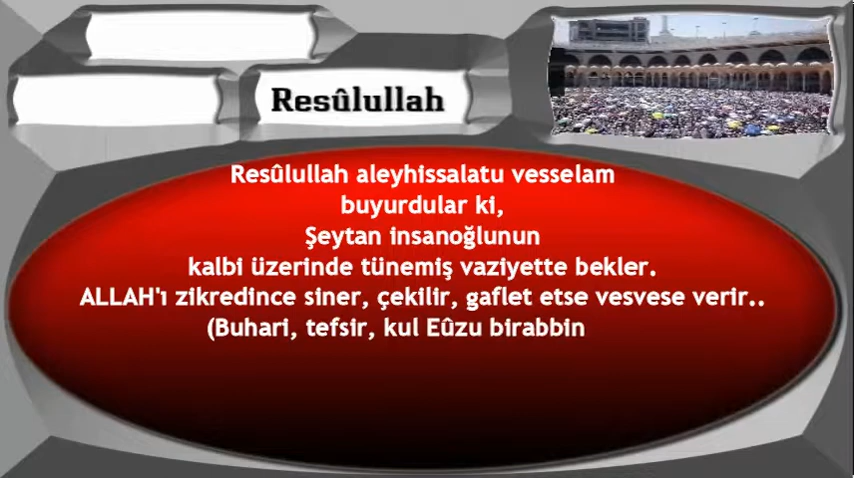 Resûlullah
Resûlullah aleyhissalatu vesselam
buyurdular ki,
Şeytan insanoğlunun
kalbi üzerinde tünemiş vaziyette bekler.
ALLAH'ı zikredince siner, çekilir, gaflet etse vesvese verir..
(Buhari, tefsir, kul Eûzu birabbin